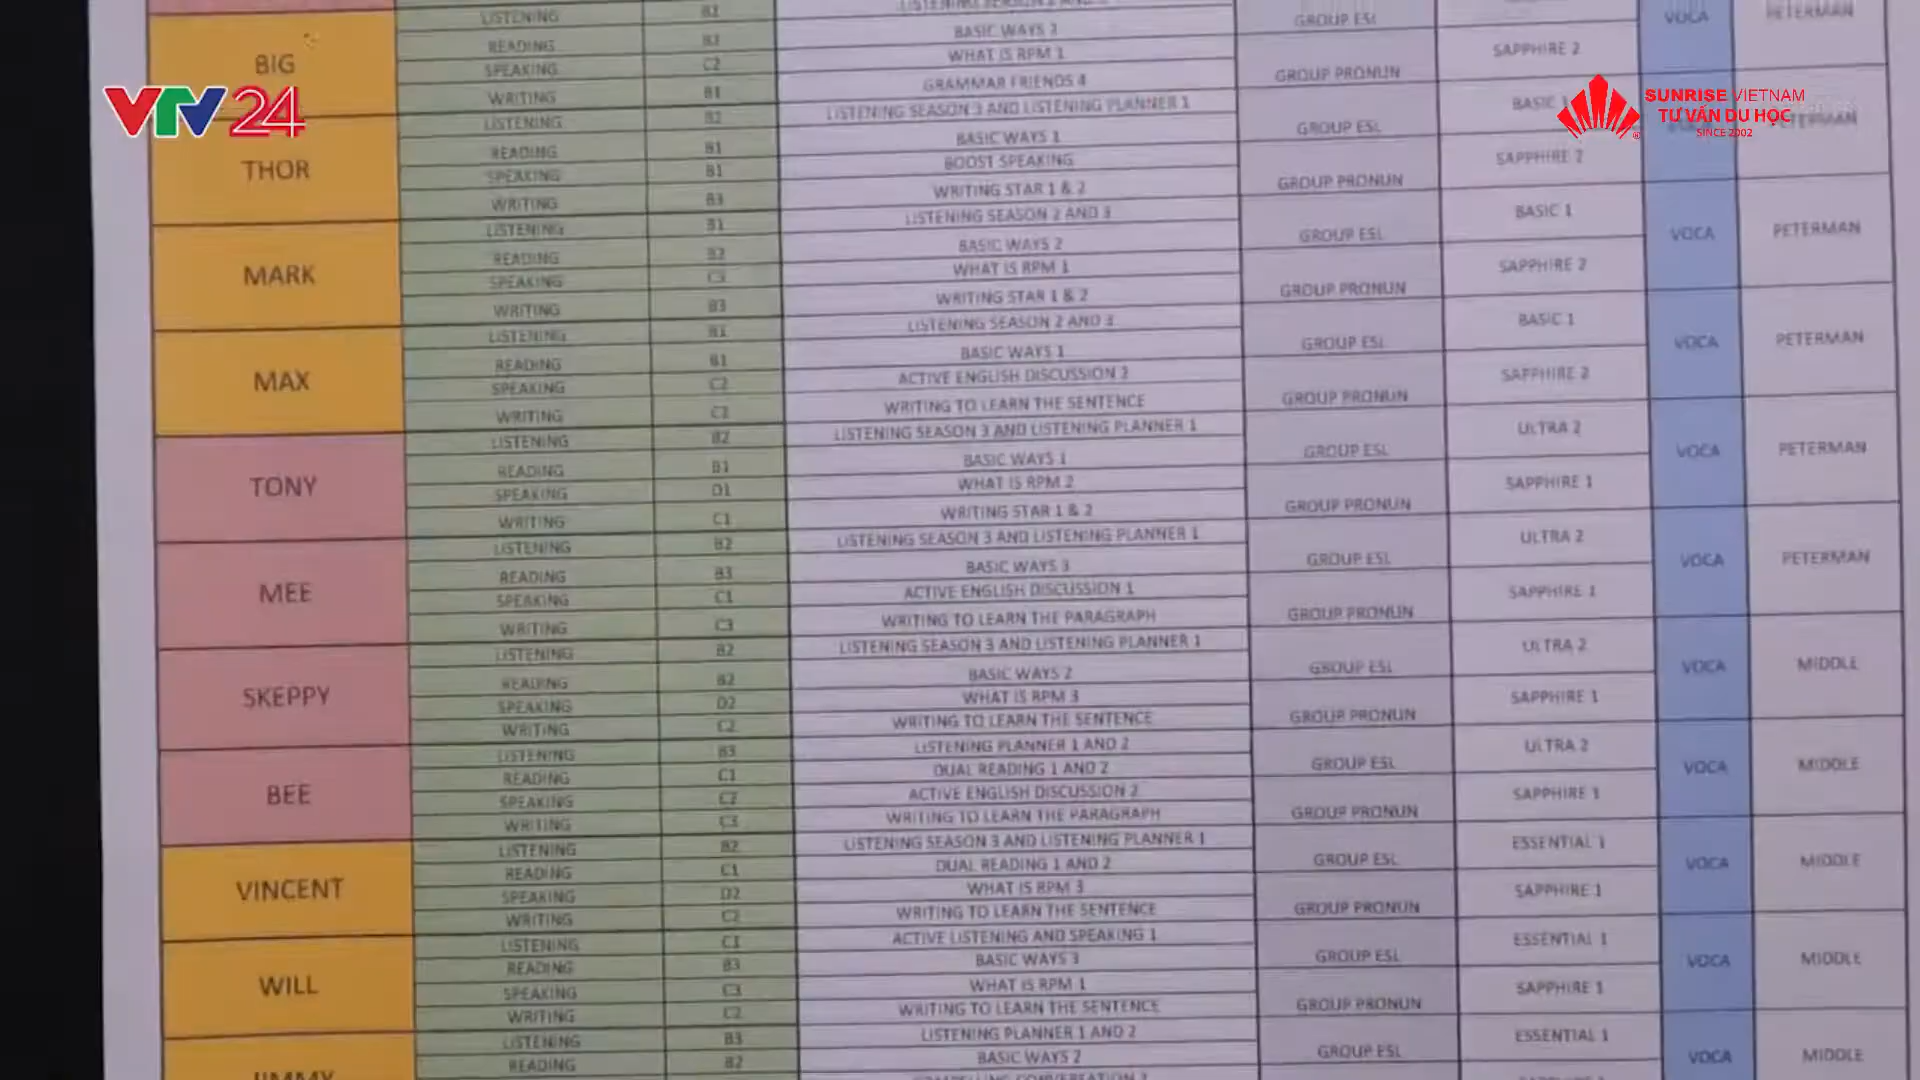 LISTENING B2 GROUP ESL VOCA PETERMAN
BIG
READING BASIC WAYS 2
SPEAKING C2 WHAT IS RPM 1 GROUP PRONUN SAPPHIRE 2
WRITING B1 GRAMMAR FRIENDS 4
VTV24
SUNRISE VIETNAM
TƯ VẤN DU HỌC
SINCE 2002
THOR
LISTENING B2 LISTENING SEASON 3 AND LISTENING PLANNER 1 GROUP ESL BASIC PETERMAN
READING B1 BASIC WAYS 1
SPEAKING B1 BOOST SPEAKING GROUP PRONUN SAPPHIRE 2
WRITING B3 WRITING STAR 1 & 2
MARK
LISTENING B1 LISTENING SEASON 2 AND 3 GROUP ESL BASIC 1 VOCA PETERMAN
READING B2 BASIC WAYS 2
SPEAKING C3 WHAT IS RPM 1 GROUP PRONUN SAPPHIRE 2
WRITING B3 WRITING STAR 1 & 2
MAX
LISTENING B1 LISTENING SEASON 2 AND 3 GROUP ESL BASIC 1 VOCA PETERMAN
READING B1 BASIC WAYS 1
SPEAKING C2 ACTIVE ENGLISH DISCUSSION 2 GROUP PRONUN SAPPHIRE 2
WRITING C2 WRITING TO LEARN THE SENTENCE
TONY
LISTENING B2 LISTENING SEASON 3 AND LISTENING PLANNER 1 GROUP ESL ULTRA 2 VOCA PETERMAN
READING B1 BASIC WAYS 1
SPEAKING D1 WHAT IS RPM 2 GROUP PRONUN SAPPHIRE 1
WRITING C1 WRITING STAR 1 & 2
MEE
LISTENING B2 LISTENING SEASON 3 AND LISTENING PLANNER 1 GROUP ESL ULTRA 2 VOCA PETERMAN
READING B3 BASIC WAYS 3
SPEAKING C1 ACTIVE ENGLISH DISCUSSION 1 GROUP PRONUN SAPPHIRE 1
WRITING C3 WRITING TO LEARN THE PARAGRAPH
SKEPPY
LISTENING B2 LISTENING SEASON 3 AND LISTENING PLANNER 1 GROUP ESL ULTRA 2 VOCA MIDDLE
READING B2 BASIC WAYS 2
SPEAKING D2 WHAT IS RPM 3 GROUP PRONUN SAPPHIRE 1
WRITING C2 WRITING TO LEARN THE SENTENCE
BEE
LISTENING B3 LISTENING PLANNER 1 AND 2 GROUP ESL ULTRA 2 VOCA MIDDLE
READING C1 DUAL READING 1 AND 2
SPEAKING C2 ACTIVE ENGLISH DISCUSSION 2 GROUP PRONUN SAPPHIRE 1
WRITING C3 WRITING TO LEARN THE PARAGRAPH
VINCENT
LISTENING B2 LISTENING SEASON 3 AND LISTENING PLANNER 1 GROUP ESL ESSENTIAL 1 VOCA MIDDLE
READING C1 DUAL READING 1 AND 2
SPEAKING D2 WHAT IS RPM 3 GROUP PRONUN SAPPHIRE 1
WRITING C2 WRITING TO LEARN THE SENTENCE
WILL
LISTENING C1 ACTIVE LISTENING AND SPEAKING 1 GROUP ESL ESSENTIAL 1 VOCA MIDDLE
READING B3 BASIC WAYS 3
SPEAKING C3 WHAT IS RPM 1 GROUP PRONUN SAPPHIRE 1
WRITING C2 WRITING TO LEARN THE SENTENCE
JIMMY
LISTENING B3 LISTENING PLANNER 1 AND 2 GROUP ESL ESSENTIAL 1 VOCA MIDDLE
READING B2 BASIC WAYS 2